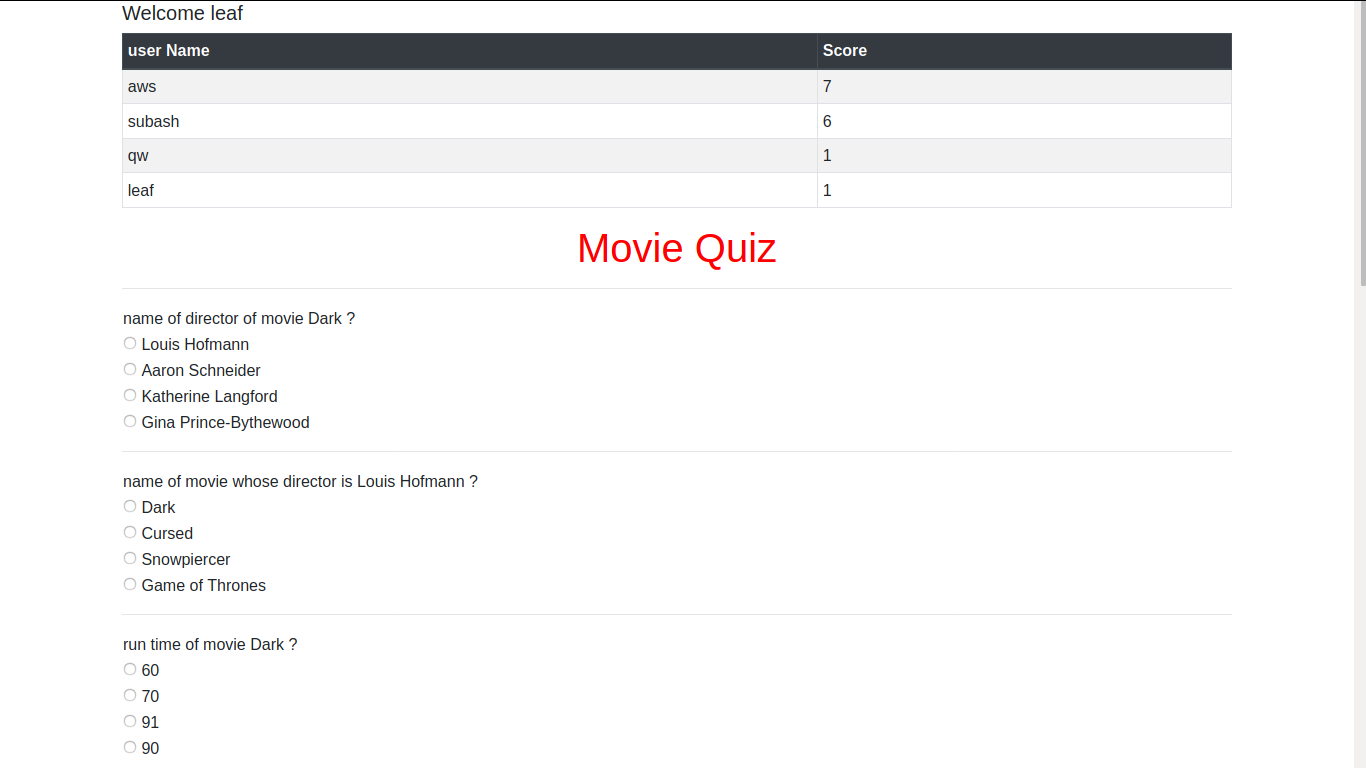 Welcome leaf
user Name Score
aws 7
subash 6
qw 1
leaf 1
Movie Quiz
name of director of movie Dark ?
Louis Hofmann
Aaron Schneider
Katherine Langford
Gina Prince-Bythewood
name of movie whose director is Louis Hofmann ?
Dark
Cursed
Snowpiercer
Game of Thrones
run time of movie Dark ?
60
70
91
90